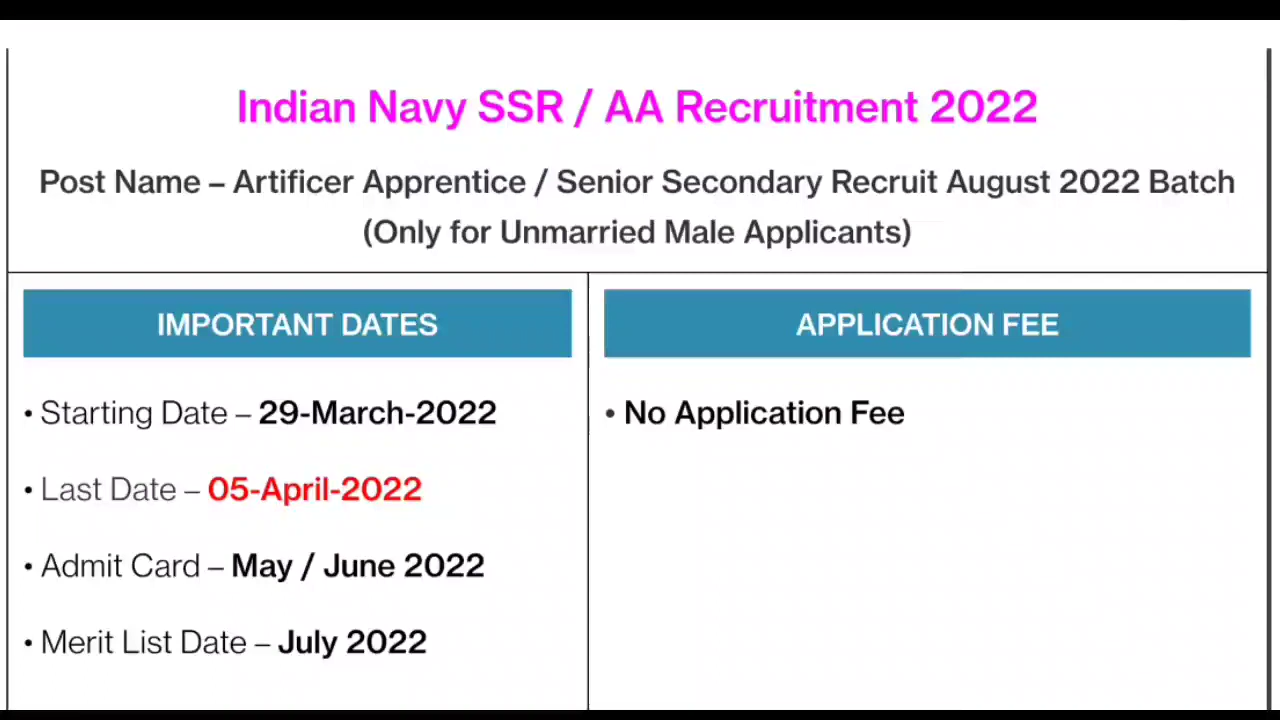 Indian Navy SSR / AA Recruitment 2022
Post Name – Artificer Apprentice / Senior Secondary Recruit August 2022 Batch
(Only for Unmarried Male Applicants)
IMPORTANT DATES
• Starting Date – 29-March-2022
• Last Date – 05-April-2022
• Admit Card – May / June 2022
• Merit List Date – July 2022
APPLICATION FEE
• No Application Fee